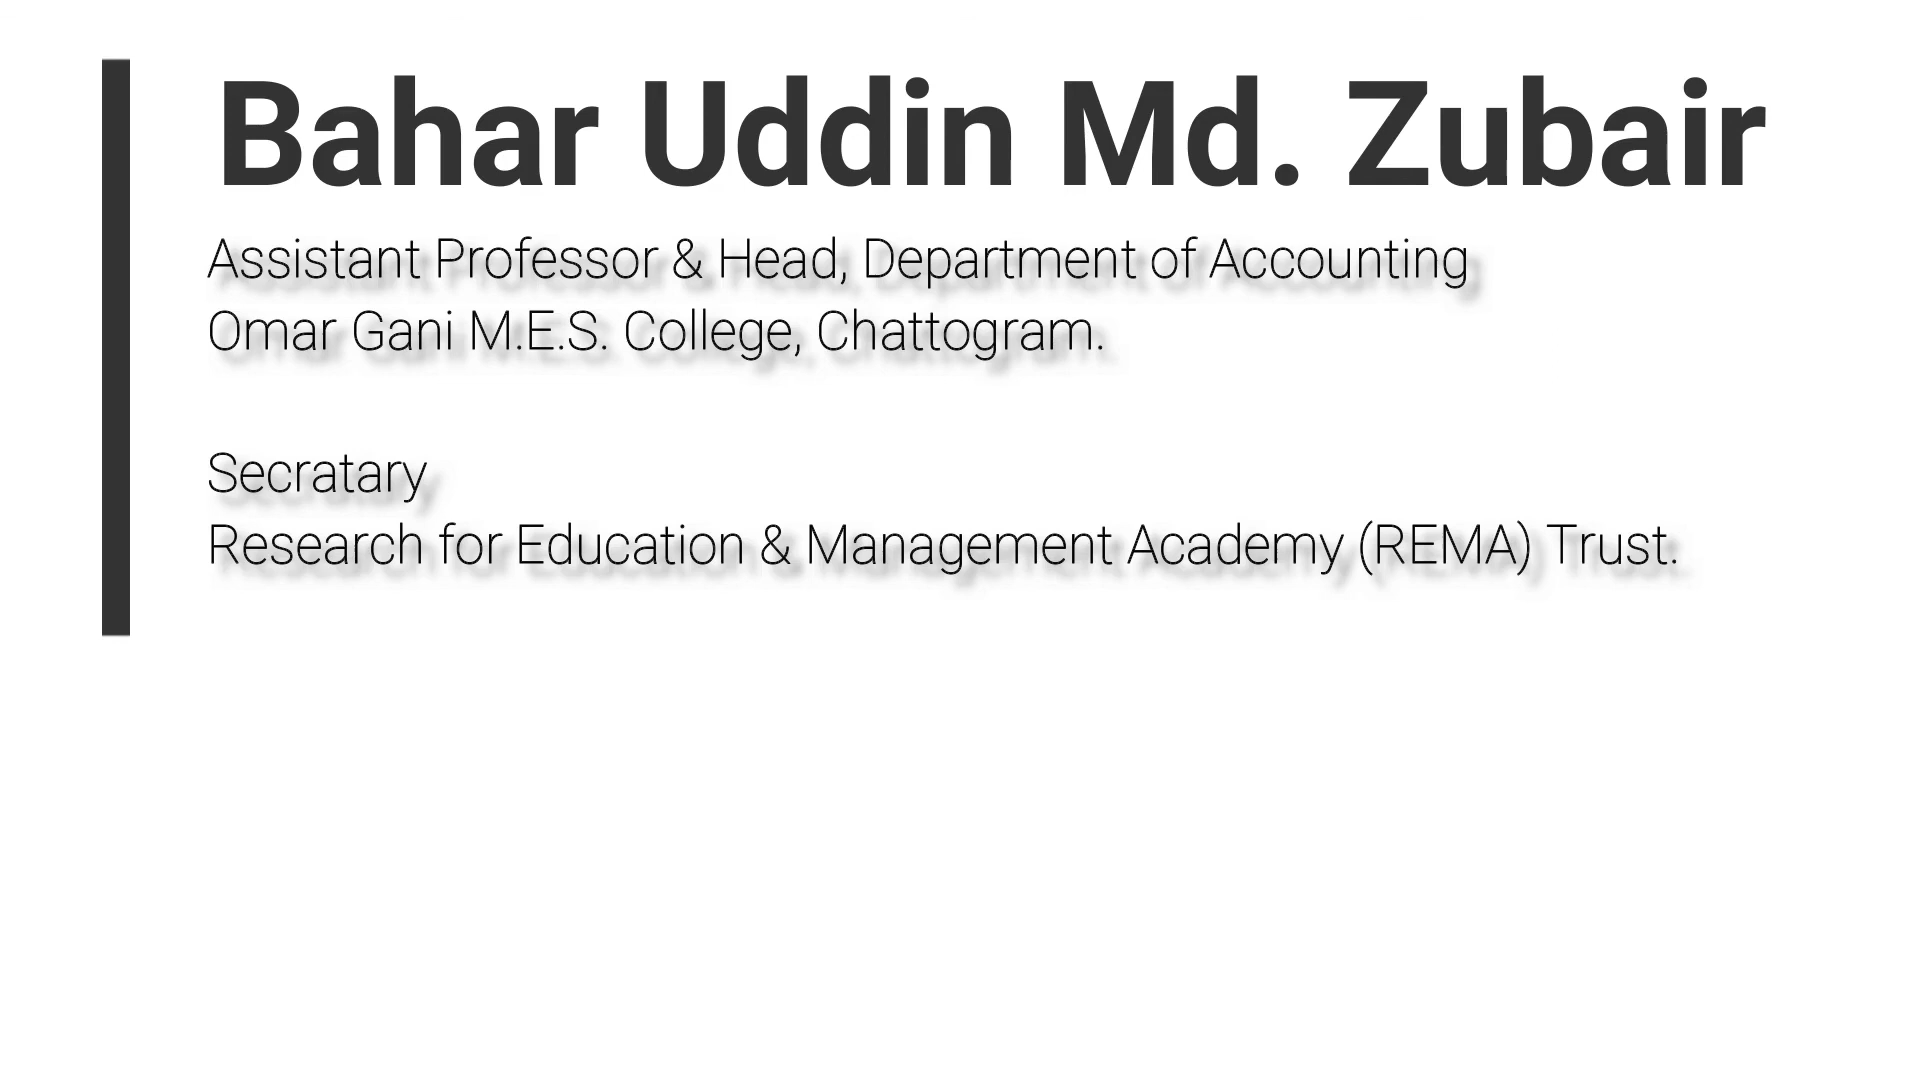 Bahar Uddin Md. Zubair
Assistant Professor & Head, Department of Accounting
Omar Gani M.E.S. College, Chattogram.
Secratary
Research for Education & Management Academy (REMA) Trust.